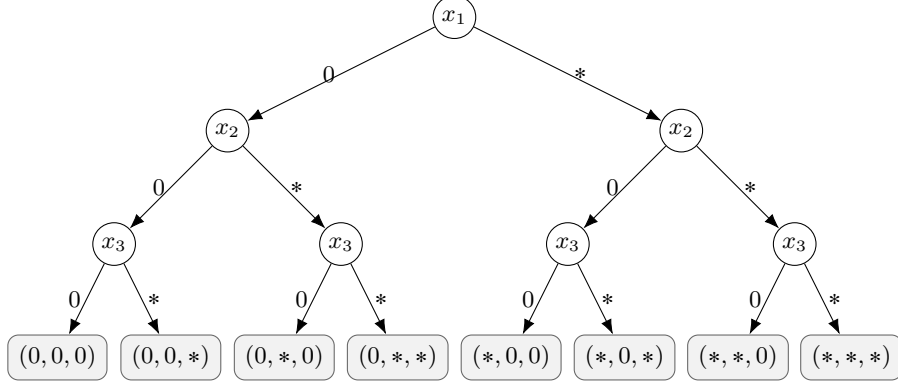 x₁
0 *
x₂ x₂
0 * 0 *
x₃ x₃ x₃ x₃
0 * 0 * 0 * 0 *
(0, 0, 0) (0, 0, *) (0, *, 0) (0, *, *) (*, 0, 0) (*, 0, *) (*, *, 0) (*, *, *)